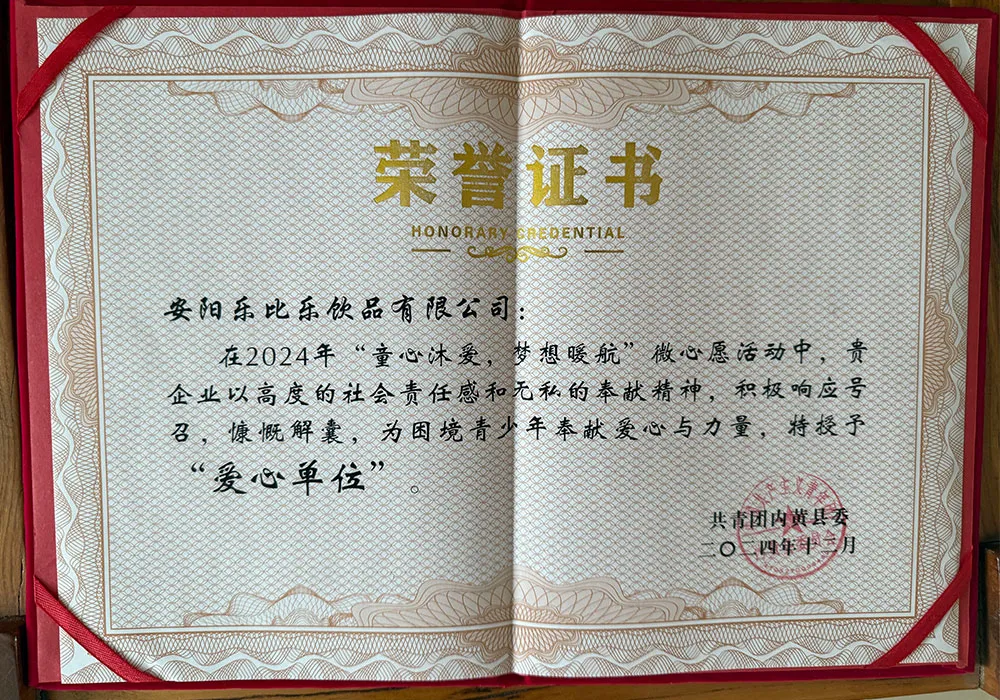 荣誉证书
HONORARY CREDENTIAL
安阳乐比乐饮品有限公司：
在2024年“童心沐爱，梦想暖航”微心愿活动中，贵
企业以高度的社会责任感和无私的奉献精神，积极响应号
召，慷慨解囊，为困境青少年奉献爱心与力量，特授予
“爱心单位”。
共青团内黄县委
二〇二四年十二月